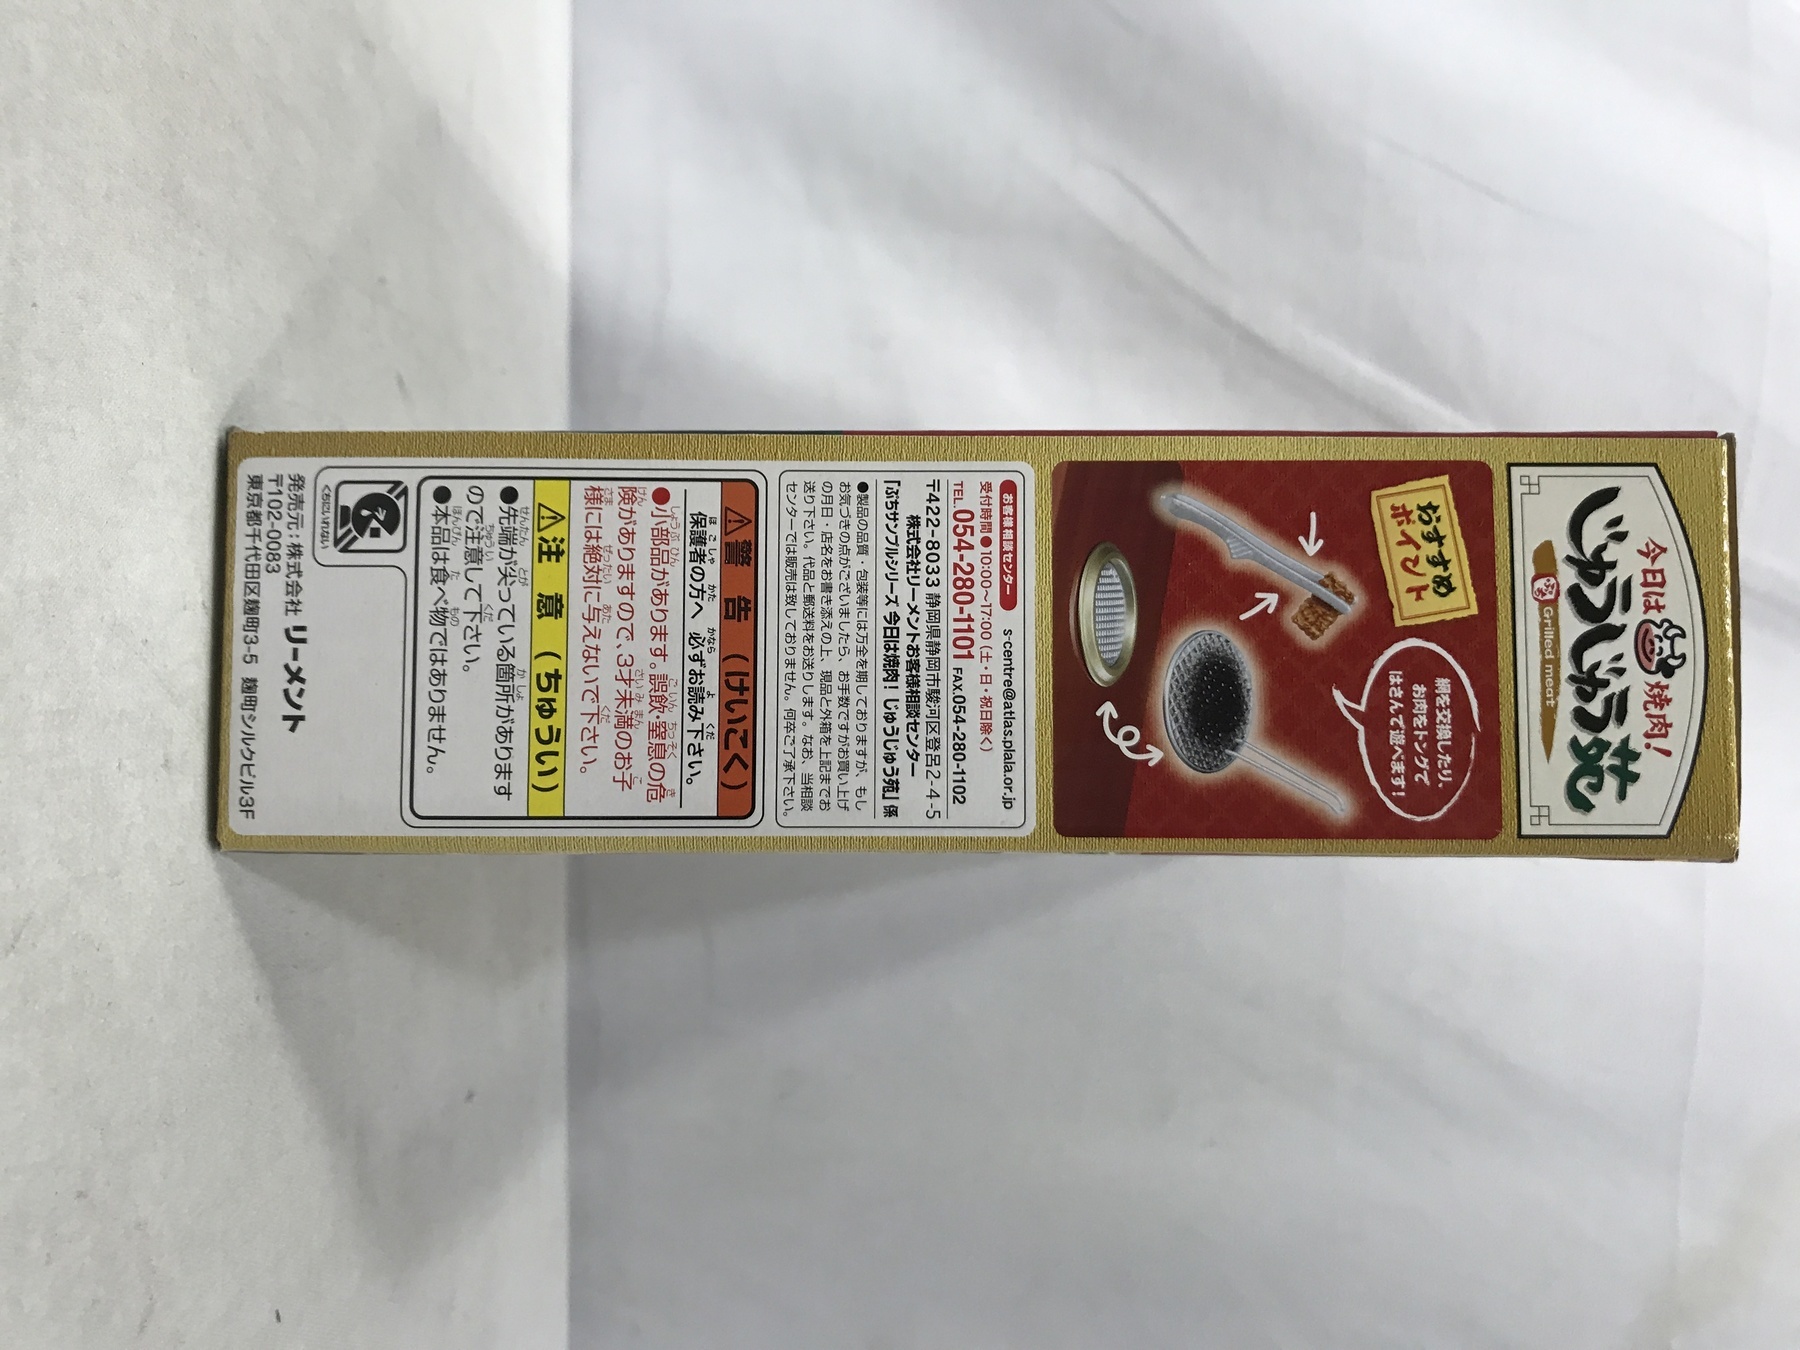 今日は焼肉!
じゅうじゅう苑
Grilled meat
おすすめ
ポイント
網を交換したり、
お肉をトングで
はさんで遊べます!
お客様相談センター s-centre@atlas.plala.or.jp
受付時間●10:00〜17:00(土・日・祝日除く)
TEL.054-280-1101 FAX.054-280-1102
〒422-8033 静岡県静岡市駿河区登呂2-4-5
株式会社リーメントお客様相談センター
「ぷちサンプルシリーズ 今日は焼肉!じゅうじゅう苑」係
●製品の品質・包装等には万全を期しておりますが、もし
お気づきの点がございましたら、お手数ですがお買い上げ
の月日・店名をお書き添えの上、現品と外箱を上記までお
送り下さい。代品と郵送料をお送りします。なお、当相談
センターでは販売は致しておりません。何卒ご了承下さい。
⚠警告(けいこく)
保護者の方へ 必ずお読み下さい。
●小部品があります。誤飲・窒息の危
険がありますので、3才未満のお子
様には絶対に与えないで下さい。
⚠注意(ちゅうい)
●先端が尖っている箇所があります
ので注意して下さい。
●本品は食べ物ではありません。
くちにいれない
発売元:株式会社 リーメント
〒102-0083
東京都千代田区麹町3-5 麹町シルクビル3F